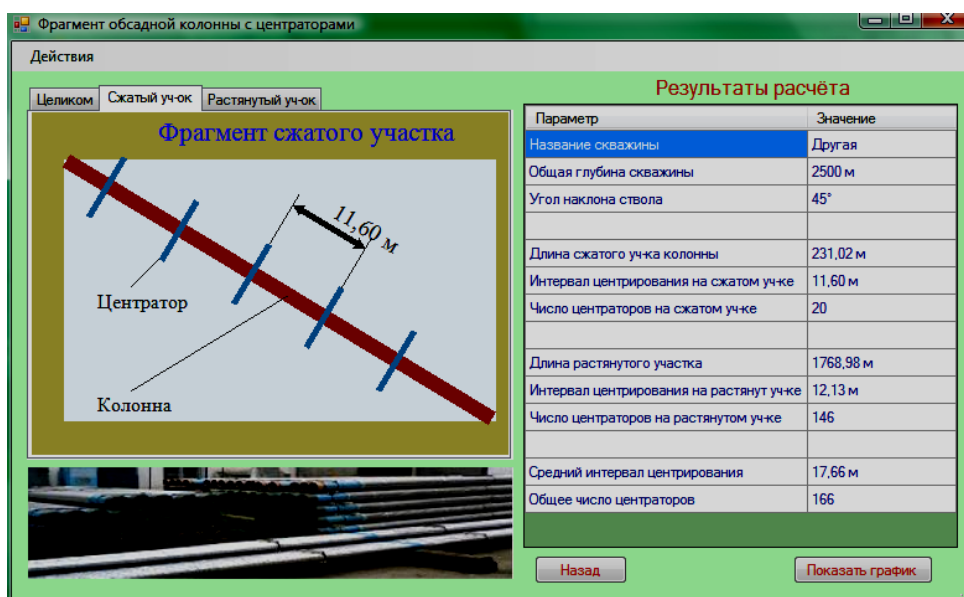 Фрагмент обсадной колонны с центраторами
Действия
Целиком Сжатый уч-ок Растянутый уч-ок
Фрагмент сжатого участка
11,60 м
Центратор
Колонна
Результаты расчёта
Параметр Значение
Название скважины Другая
Общая глубина скважины 2500 м
Угол наклона ствола 45°
Длина сжатого уч-ка колонны 231,02 м
Интервал центрирования на сжатом уч-ке 11,60 м
Число центраторов на сжатом уч-ке 20
Длина растянутого участка 1768,98 м
Интервал центрирования на растянут уч-ке 12,13 м
Число центраторов на растянутом уч-ке 146
Средний интервал центрирования 17,66 м
Общее число центраторов 166
Назад Показать график